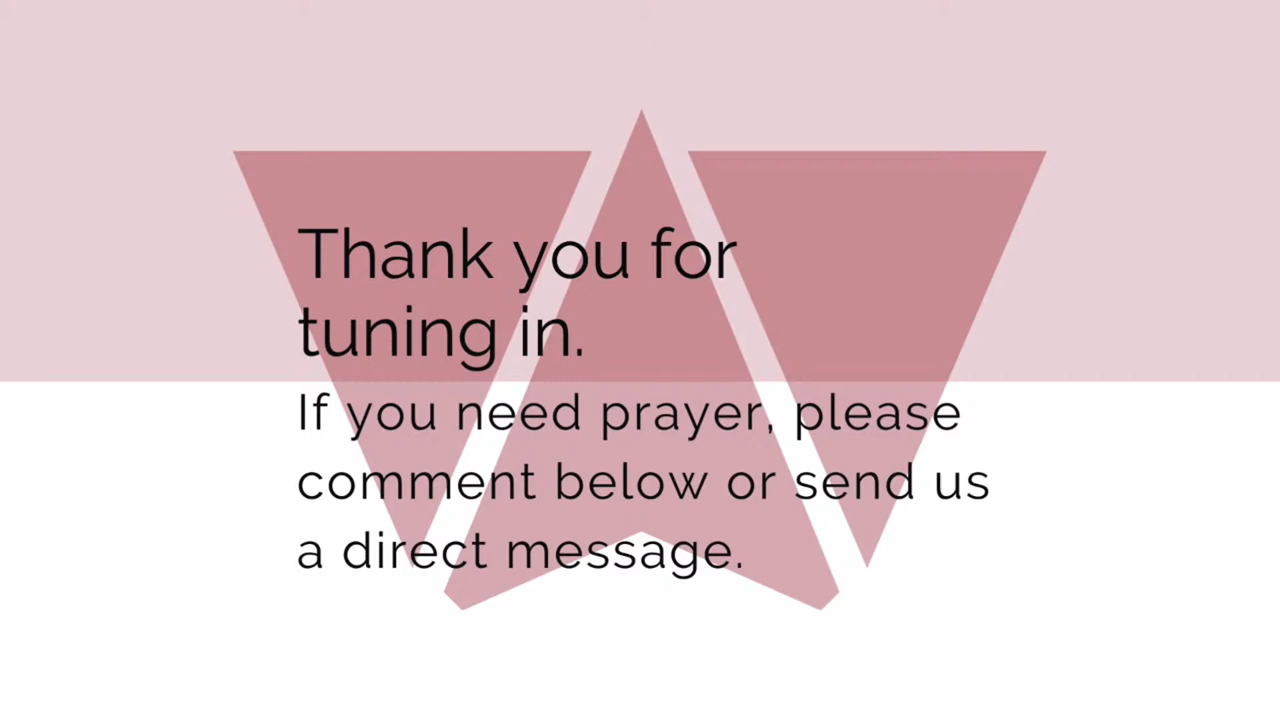 Thank you for
tuning in.
If you need prayer, please
comment below or send us
a direct message.